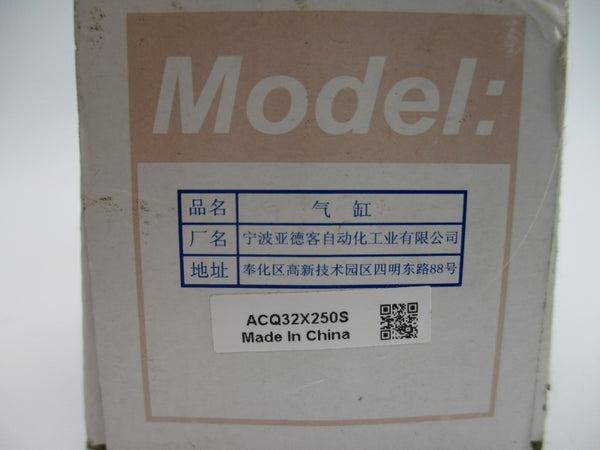 Model:
品名 气缸
厂名 宁波亚德客自动化工业有限公司
地址 奉化区高新技术园区四明东路88号
ACQ32X250S
Made In China